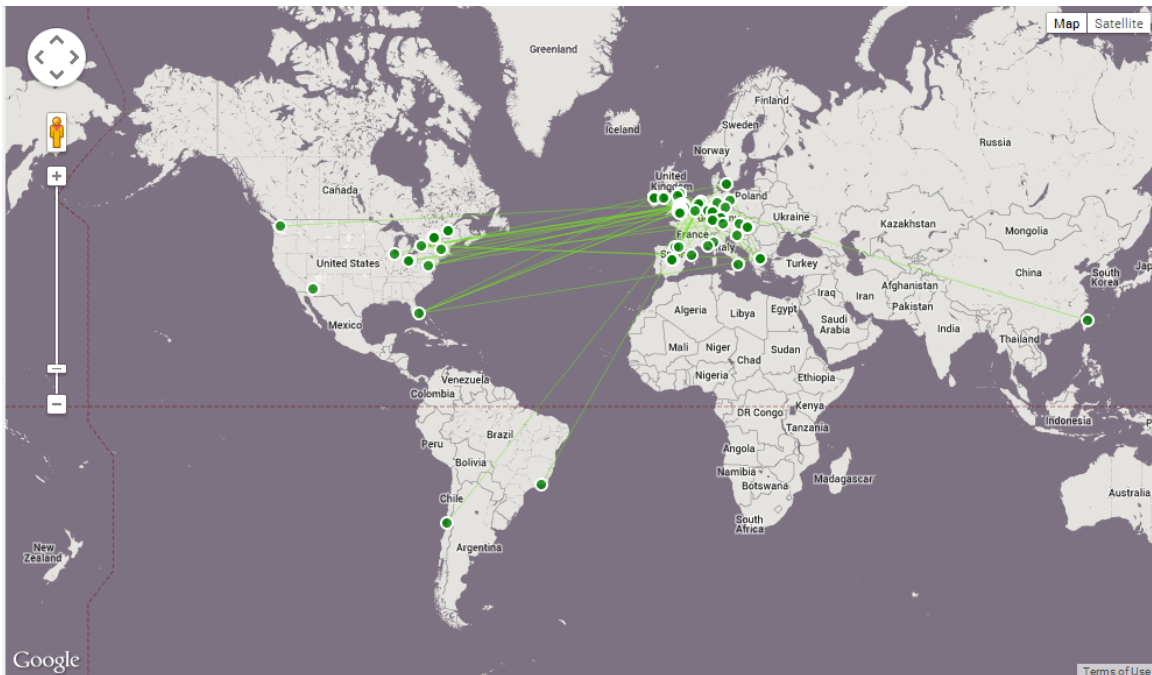 Map Satellite
Greenland
Finland
Iceland
Sweden
Norway
Russia
United
Kingdom
Canada
Poland
Ukraine
Kazakhstan
France
Mongolia
Italy
United States
Turkey
China
South
Korea
Afghanistan
Iraq
Iran
Pakistan
Mexico
Algeria
Libya
Egypt
Saudi
Arabia
India
Thailand
Mali
Niger
Chad
Sudan
Nigeria
Ethiopia
Venezuela
Colombia
DR Congo
Kenya
Indonesia
Tanzania
Peru
Brazil
Angola
Bolivia
Namibia
Botswana
Madagascar
Chile
Australia
South
Africa
Argentina
New
Zealand
Google
Terms of Use